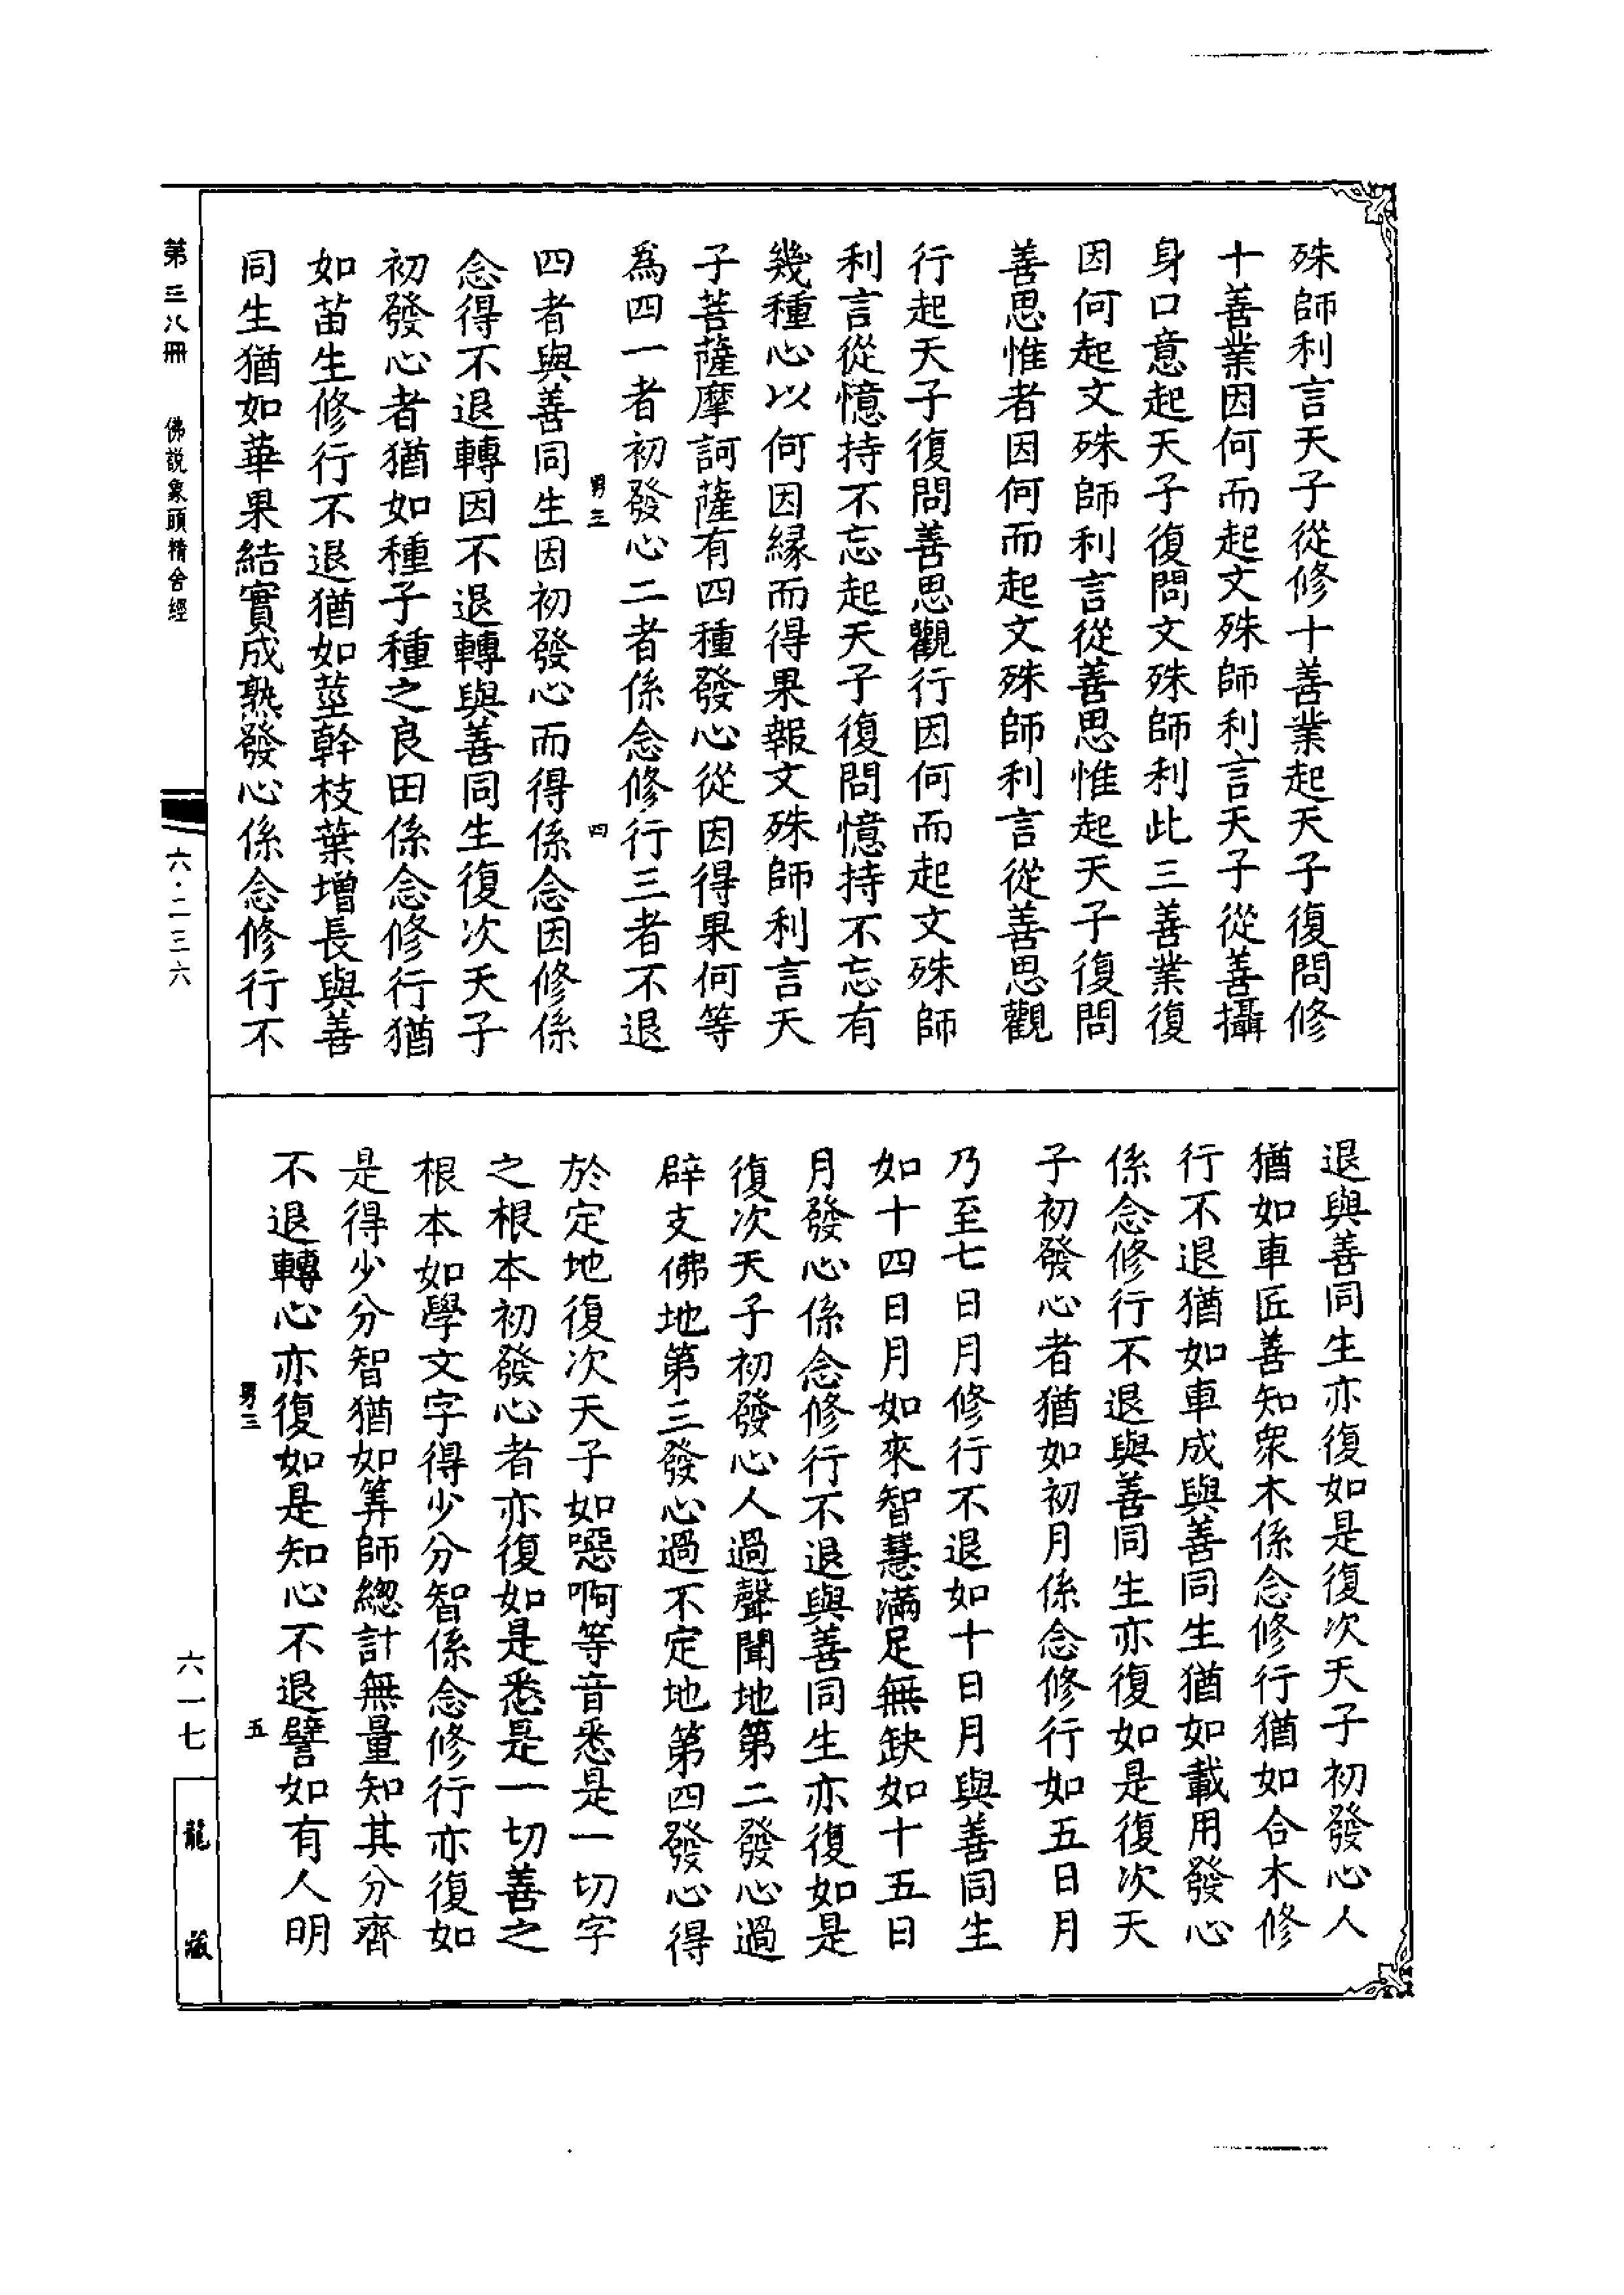 殊師利言天子從修十善業起天子復問修
十善業因何而起文殊師利言天子從善攝
身口意起天子復問文殊師利此三善業復
因何起文殊師利言從善思惟起天子復問
善思惟者因何而起文殊師利言從善思觀
行起天子復問善思觀行因何而起文殊師
利言從憶持不忘起天子復問憶持不忘有
幾種心以何因緣而得果報文殊師利言天
子菩薩摩訶薩有四種發心從因得果何等
為四一者初發心二者係念修行三者不退
男三
四
四者與善同生因初發心而得係念因修係
念得不退轉因不退轉與善同生復次天子
初發心者猶如種子種之良田係念修行猶
如苗生修行不退猶如莖幹枝葉增長與善
同生猶如華果結實成熟發心係念修行不
退與善同生亦復如是復次天子初發心人
猶如車匠善知衆木係念修行猶如合木修
行不退猶如車成與善同生猶如載用發心
係念修行不退與善同生亦復如是復次天
子初發心者猶如初月係念修行如五日月
乃至七日月修行不退如十日月與善同生
如十四日月如來智慧滿足無缺如十五日
月發心係念修行不退與善同生亦復如是
復次天子初發心人過聲聞地第二發心過
辟支佛地第三發心過不定地第四發心得
於定地復次天子如噁啊等音悉是一切字
之根本初發心者亦復如是悉是一切善之
根本如學文字得少分智係念修行亦復如
是得少分智猶如筭師總計無量知其分齊
不退轉心亦復如是知心不退譬如有人明
男三
五
第三八冊
佛說象頭精舍經
六·二三六
六一七
龍藏